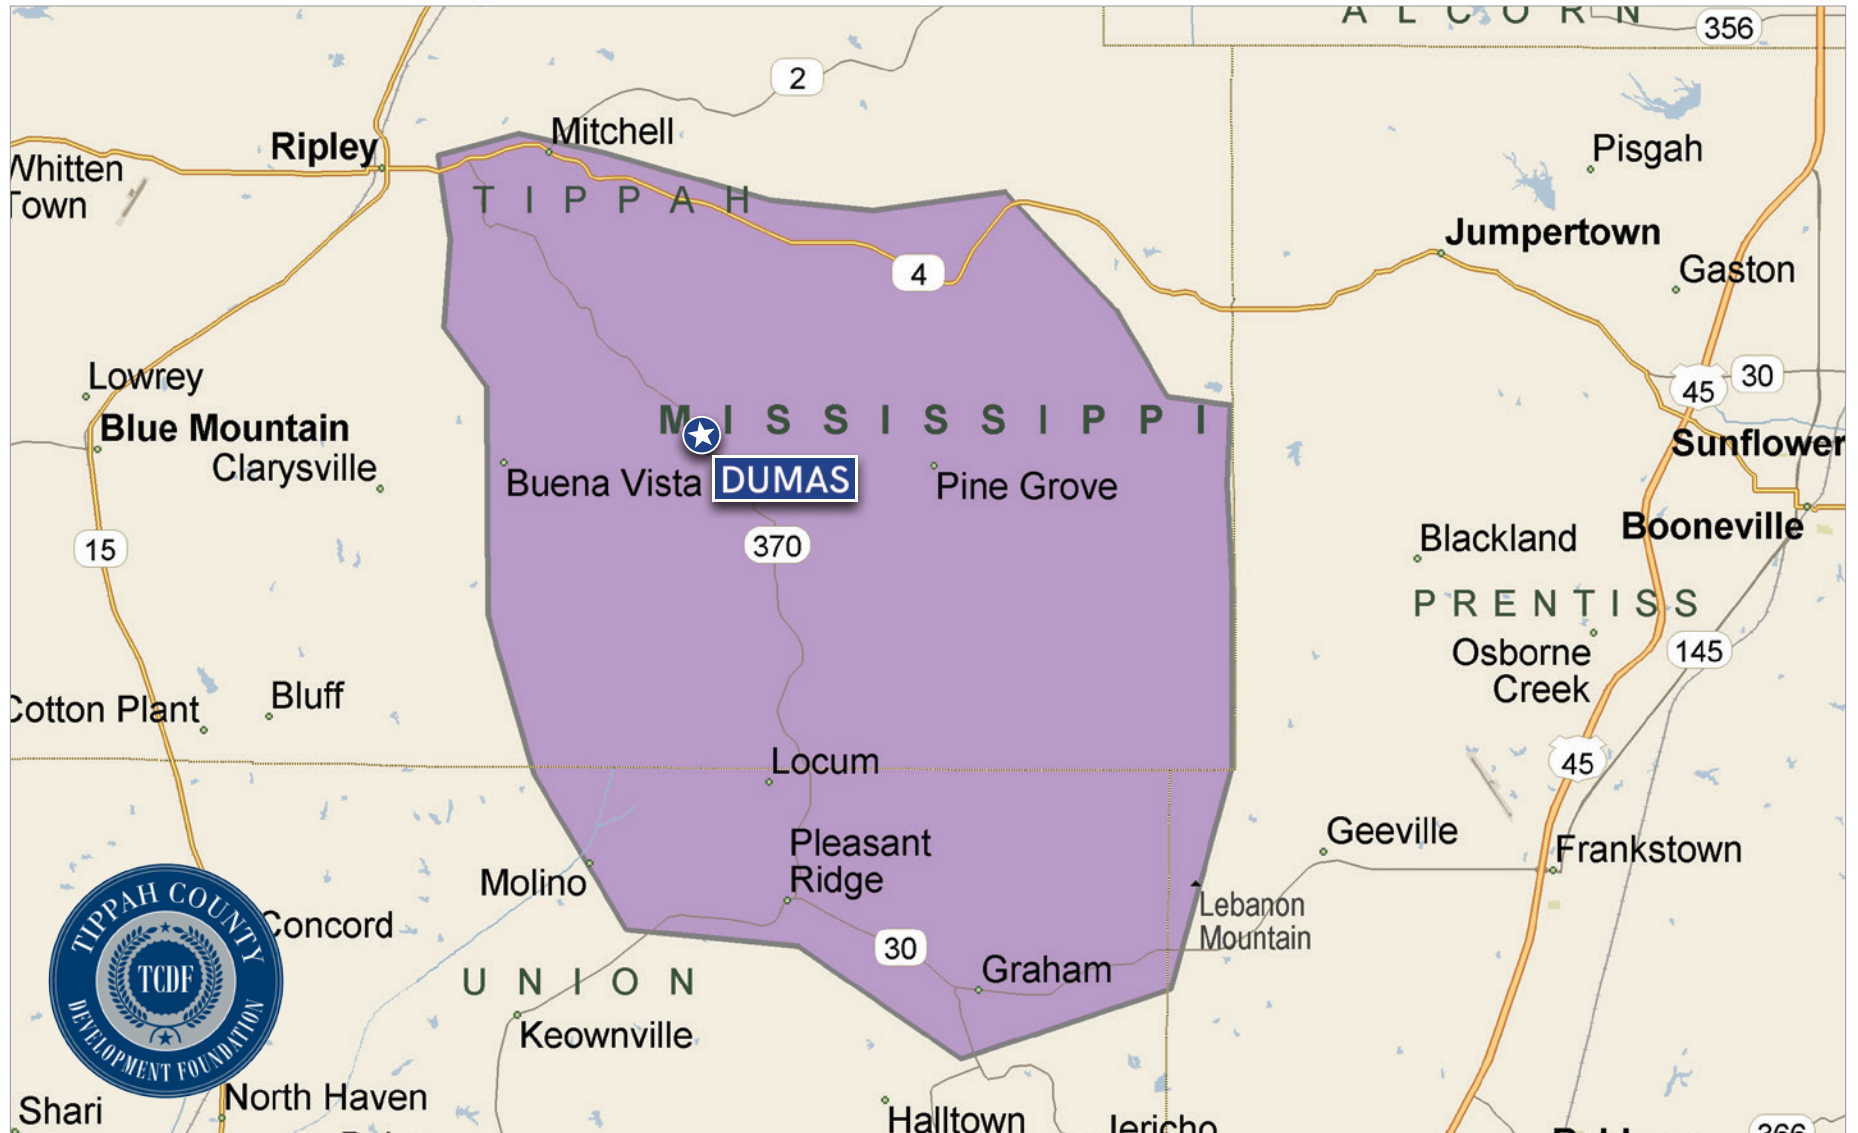 ALCORN
356
2
Mitchell
Ripley
Pisgah
Whitten
Town
TIPPAH
Jumpertown
4
Gaston
Lowrey
45
30
MISSISSIPPI
Blue Mountain
Sunflower
Clarysville
Buena Vista
DUMAS
Pine Grove
Booneville
15
370
Blackland
PRENTISS
Osborne
Creek
145
Bluff
Cotton Plant
Locum
45
Pleasant
Ridge
Geeville
Frankstown
Molino
Lebanon
Mountain
TIPPAH COUNTY
TCDF
DEVELOPMENT FOUNDATION
Concord
30
Graham
UNION
Keownville
North Haven
Shari
Halltown
Jericho
366